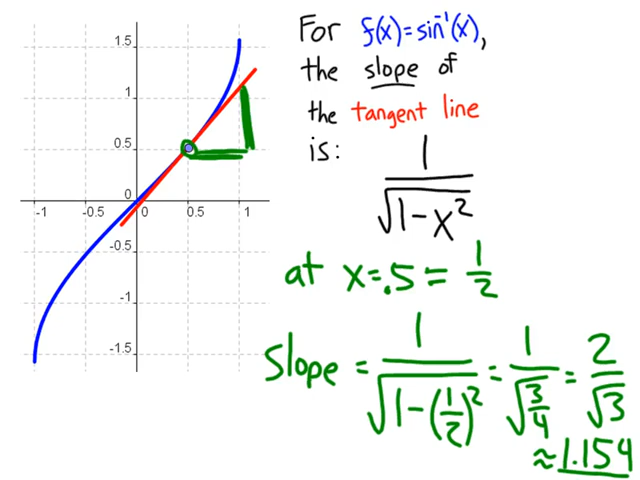 For f(x) = sin⁻¹(x),
the slope of
the tangent line
is: 1/√(1-x²)
at x=.5 = 1/2
slope = 1/√(1-(1/2)²) = 1/√(3/4) = 2/√3
≈ 1.154
1.5
1
0.5
0
-0.5
-1
-1.5
-1 -0.5 0 0.5 1